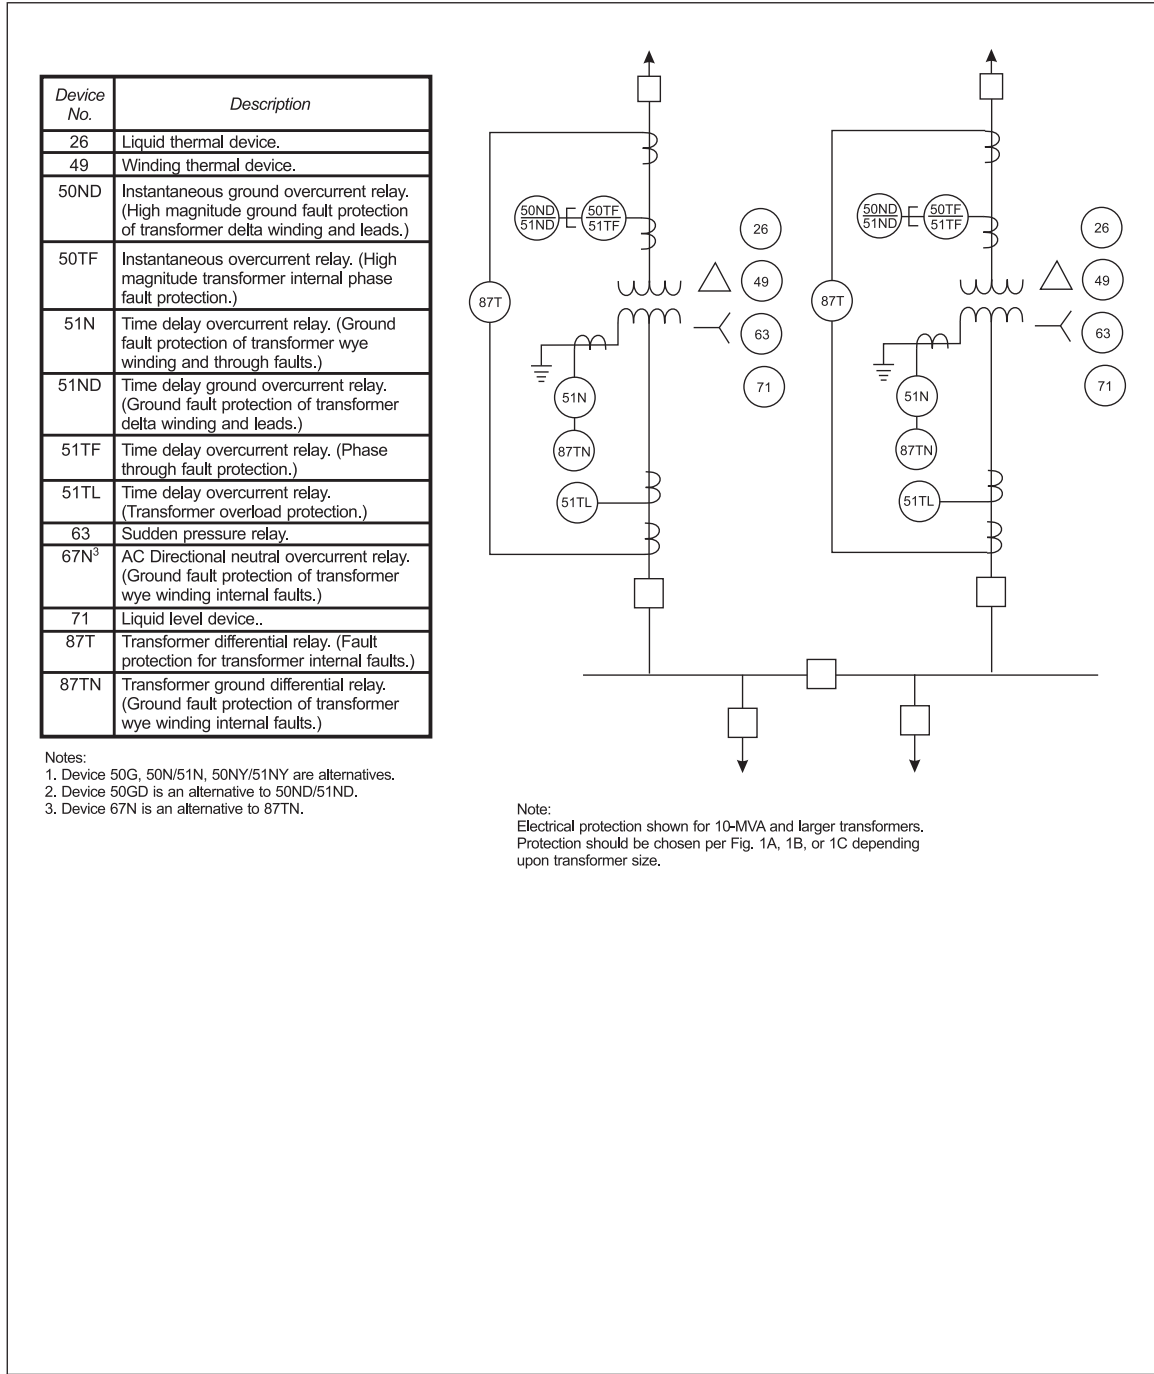 Device No.
Description
26
Liquid thermal device.
49
Winding thermal device.
50ND
Instantaneous ground overcurrent relay.
(High magnitude ground fault protection
of transformer delta winding and leads.)
50TF
Instantaneous overcurrent relay. (High
magnitude transformer internal phase
fault protection.)
51N
Time delay overcurrent relay. (Ground
fault protection of transformer wye
winding and through faults.)
51ND
Time delay ground overcurrent relay.
(Ground fault protection of transformer
delta winding and leads.)
51TF
Time delay overcurrent relay. (Phase
through fault protection.)
51TL
Time delay overcurrent relay.
(Transformer overload protection.)
63
Sudden pressure relay.
67N³
AC Directional neutral overcurrent relay.
(Ground fault protection of transformer
wye winding internal faults.)
71
Liquid level device..
87T
Transformer differential relay. (Fault
protection for transformer internal faults.)
87TN
Transformer ground differential relay.
(Ground fault protection of transformer
wye winding internal faults.)
Notes:
1. Device 50G, 50N/51N, 50NY/51NY are alternatives.
2. Device 50GD is an alternative to 50ND/51ND.
3. Device 67N is an alternative to 87TN.
50ND
51ND
50TF
51TF
26
49
87T
63
71
51N
87TN
51TL
50ND
51ND
50TF
51TF
26
49
87T
63
71
51N
87TN
51TL
Note:
Electrical protection shown for 10-MVA and larger transformers.
Protection should be chosen per Fig. 1A, 1B, or 1C depending
upon transformer size.